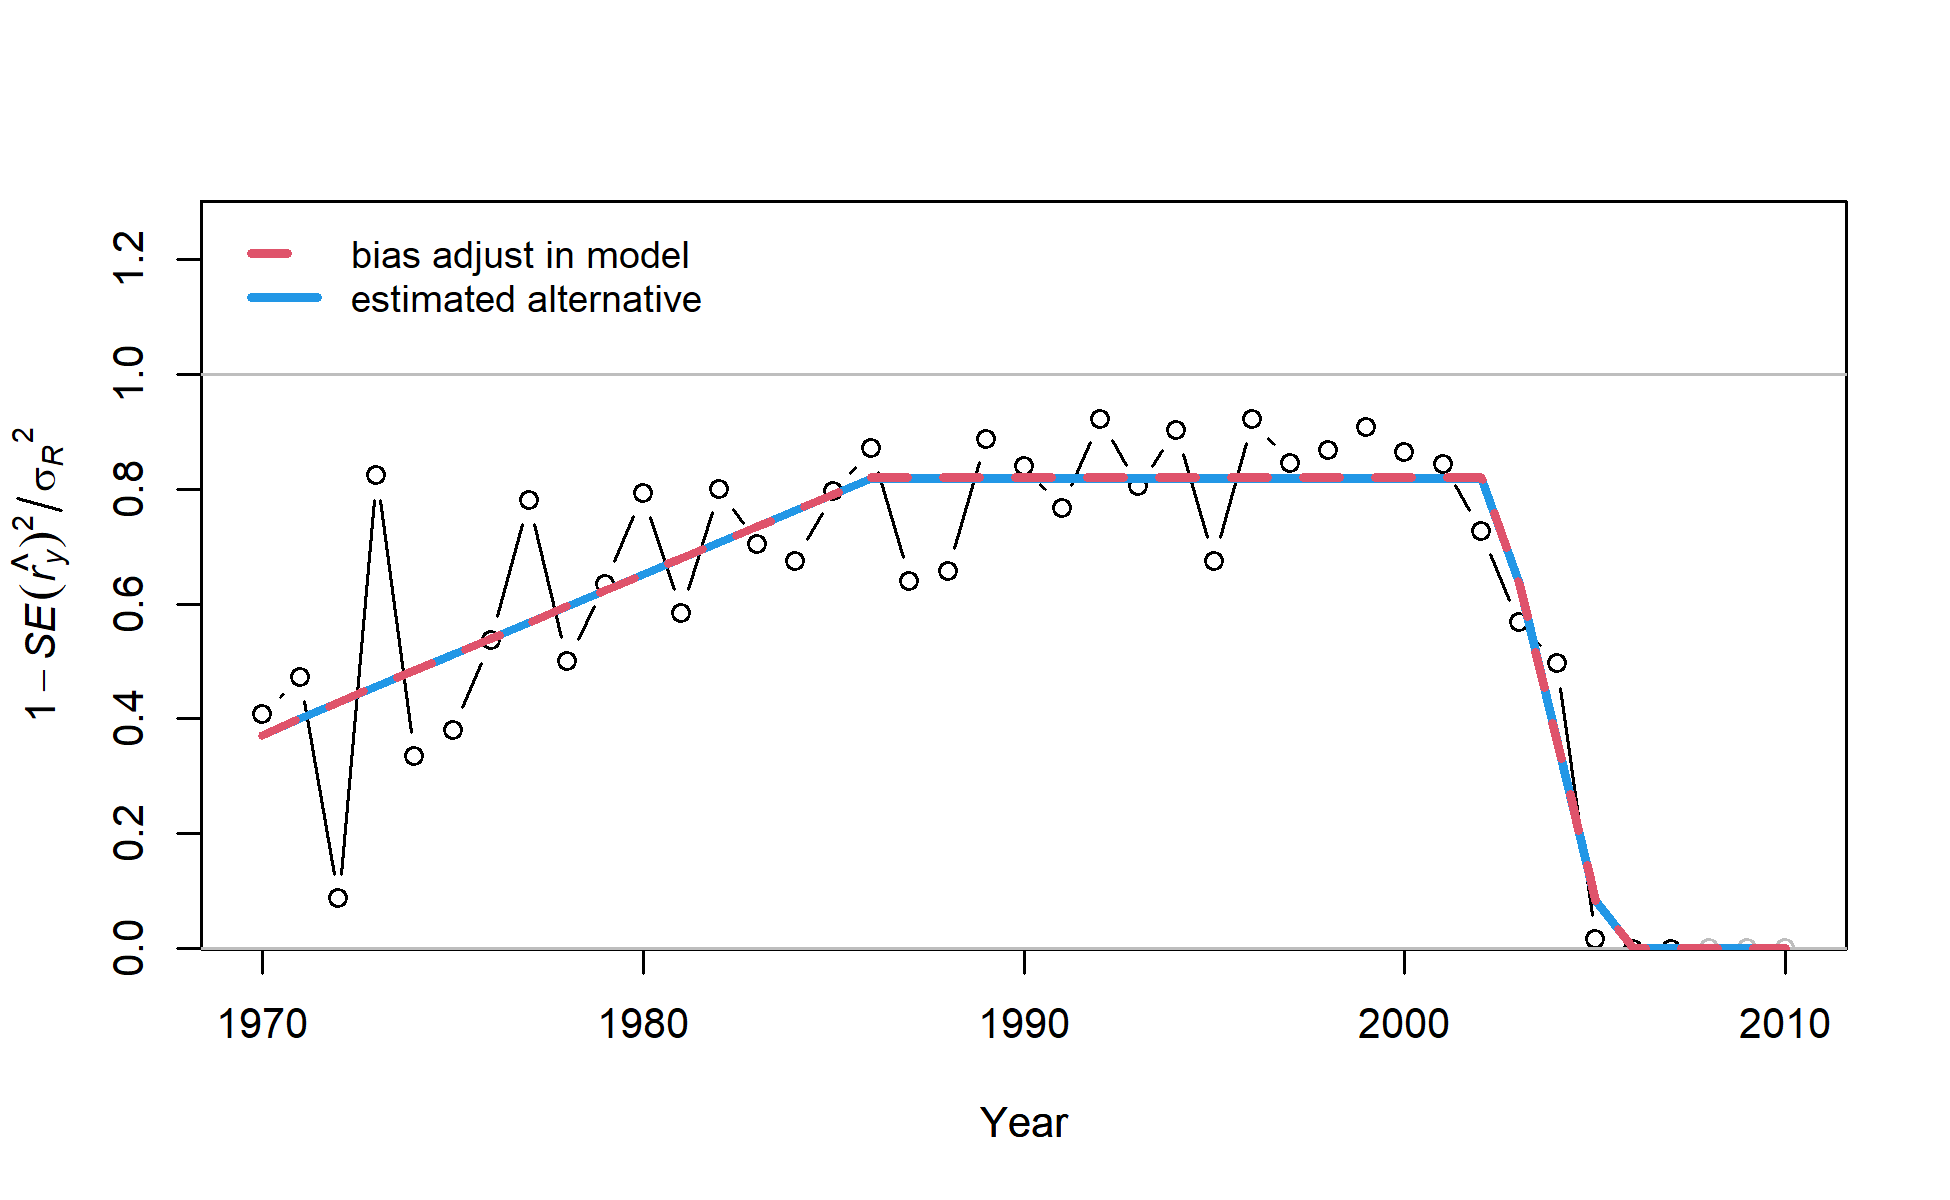 bias adjust in model
estimated alternative
1 − SE(r̂y)² / σR²
0.0 0.2 0.4 0.6 0.8 1.0 1.2
1970 1980 1990 2000 2010
Year